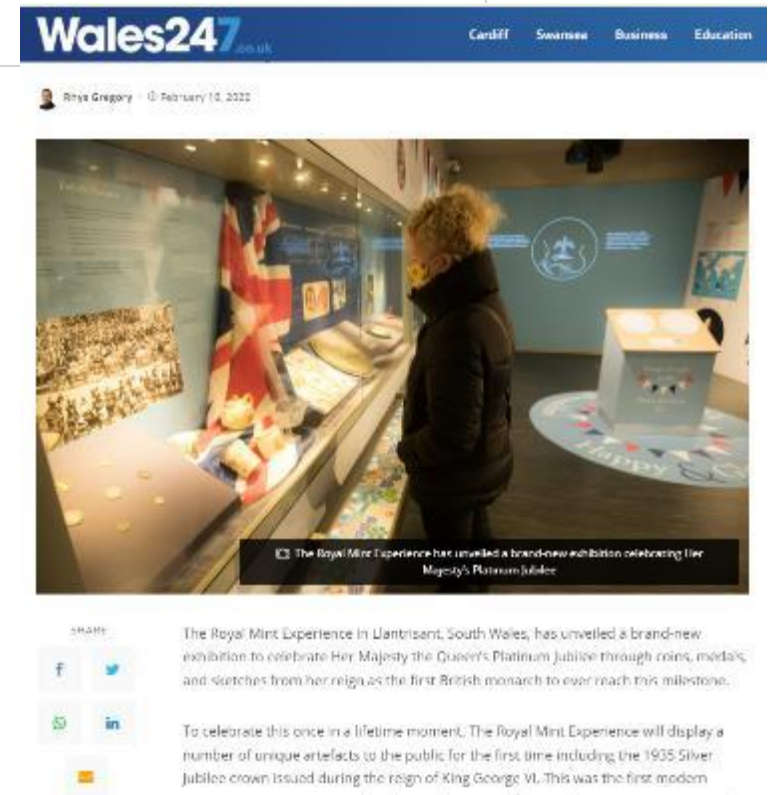 Wales247.co.uk
Cardiff Swansea Business Education
Rhys Gregory February 10, 2022
Happy &
The Royal Mint Experience has unveiled a brand-new exhibition celebrating Her
Majesty's Platinum Jubilee
SHARE
The Royal Mint Experience in Llantrisant, South Wales, has unveiled a brand-new
exhibition to celebrate Her Majesty the Queen's Platinum Jubilee through coins, medals,
and sketches from her reign as the first British monarch to ever reach this milestone.
To celebrate this once in a lifetime moment, The Royal Mint Experience will display a
number of unique artefacts to the public for the first time including the 1935 Silver
Jubilee crown issued during the reign of King George VI. This was the first modern